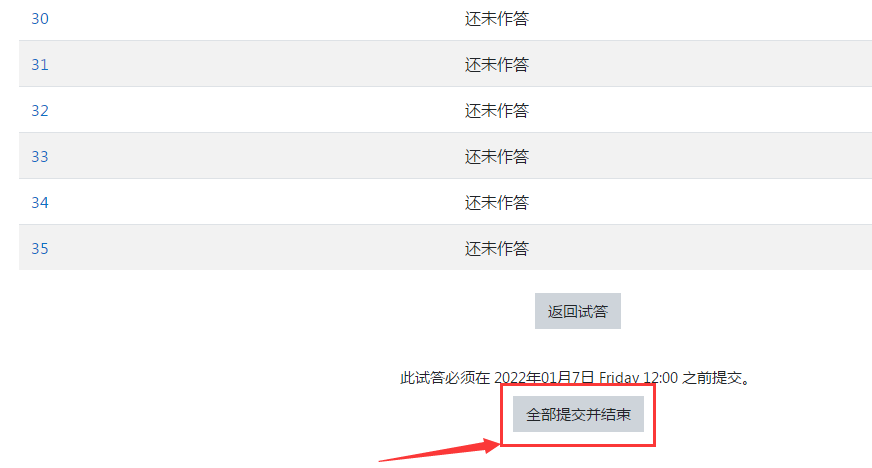 30 还未作答
31 还未作答
32 还未作答
33 还未作答
34 还未作答
35 还未作答
返回试答
此试答必须在 2022年01月7日 Friday 12:00 之前提交。
全部提交并结束